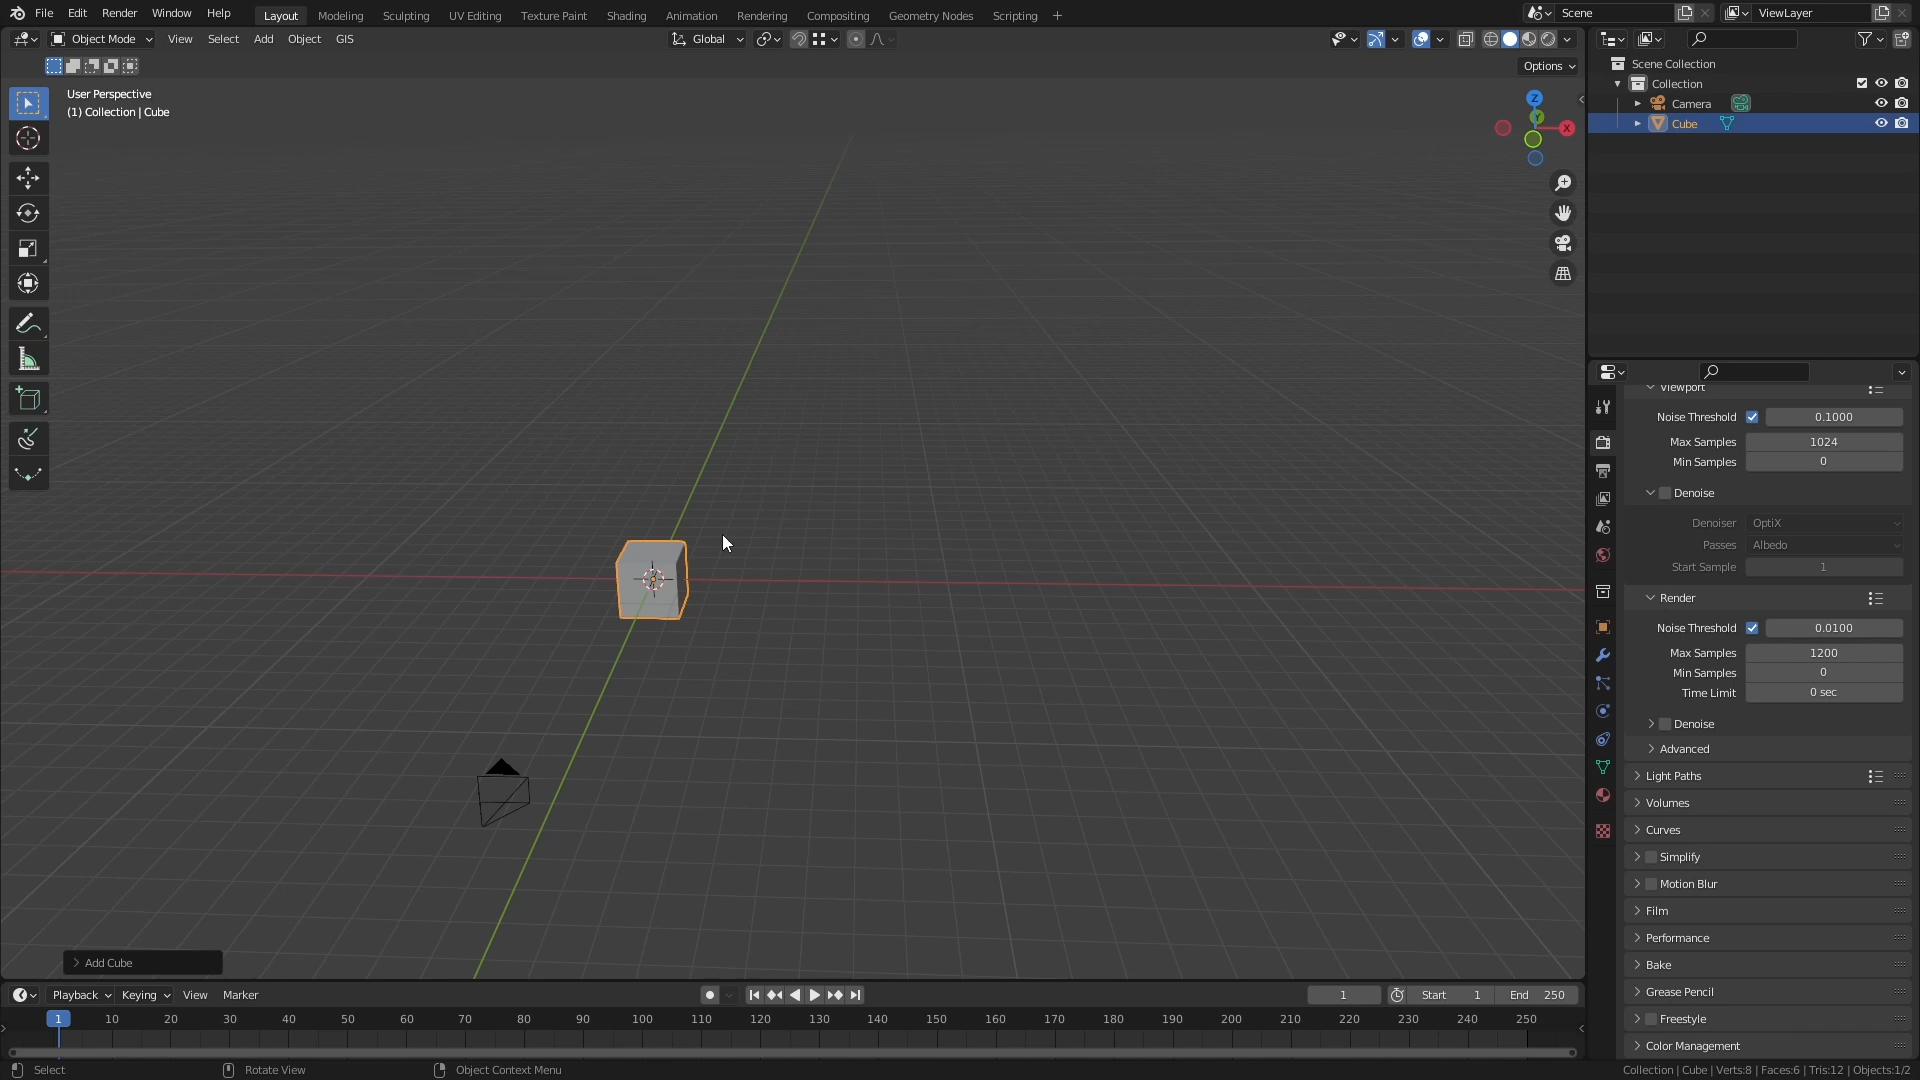 File Edit Render Window Help Layout Modeling Sculpting UV Editing Texture Paint Shading Animation Rendering Compositing Geometry Nodes Scripting + Scene ViewLayer
Object Mode View Select Add Object GIS Global
Options
User Perspective
(1) Collection | Cube
Z
Y
X
Scene Collection
Collection
Camera
Cube
Viewport
Noise Threshold 0.1000
Max Samples 1024
Min Samples 0
Denoise
Denoiser OptiX
Passes Albedo
Start Sample 1
Render
Noise Threshold 0.0100
Max Samples 1200
Min Samples 0
Time Limit 0 sec
Denoise
Advanced
Light Paths
Volumes
Curves
Simplify
Motion Blur
Film
Performance
Bake
Grease Pencil
Freestyle
Color Management
Add Cube
Playback Keying View Marker 1 Start 1 End 250
1 10 20 30 40 50 60 70 80 90 100 110 120 130 140 150 160 170 180 190 200 210 220 230 240 250
Select Rotate View Object Context Menu Collection | Cube | Verts:8 | Faces:6 | Tris:12 | Objects:1/2